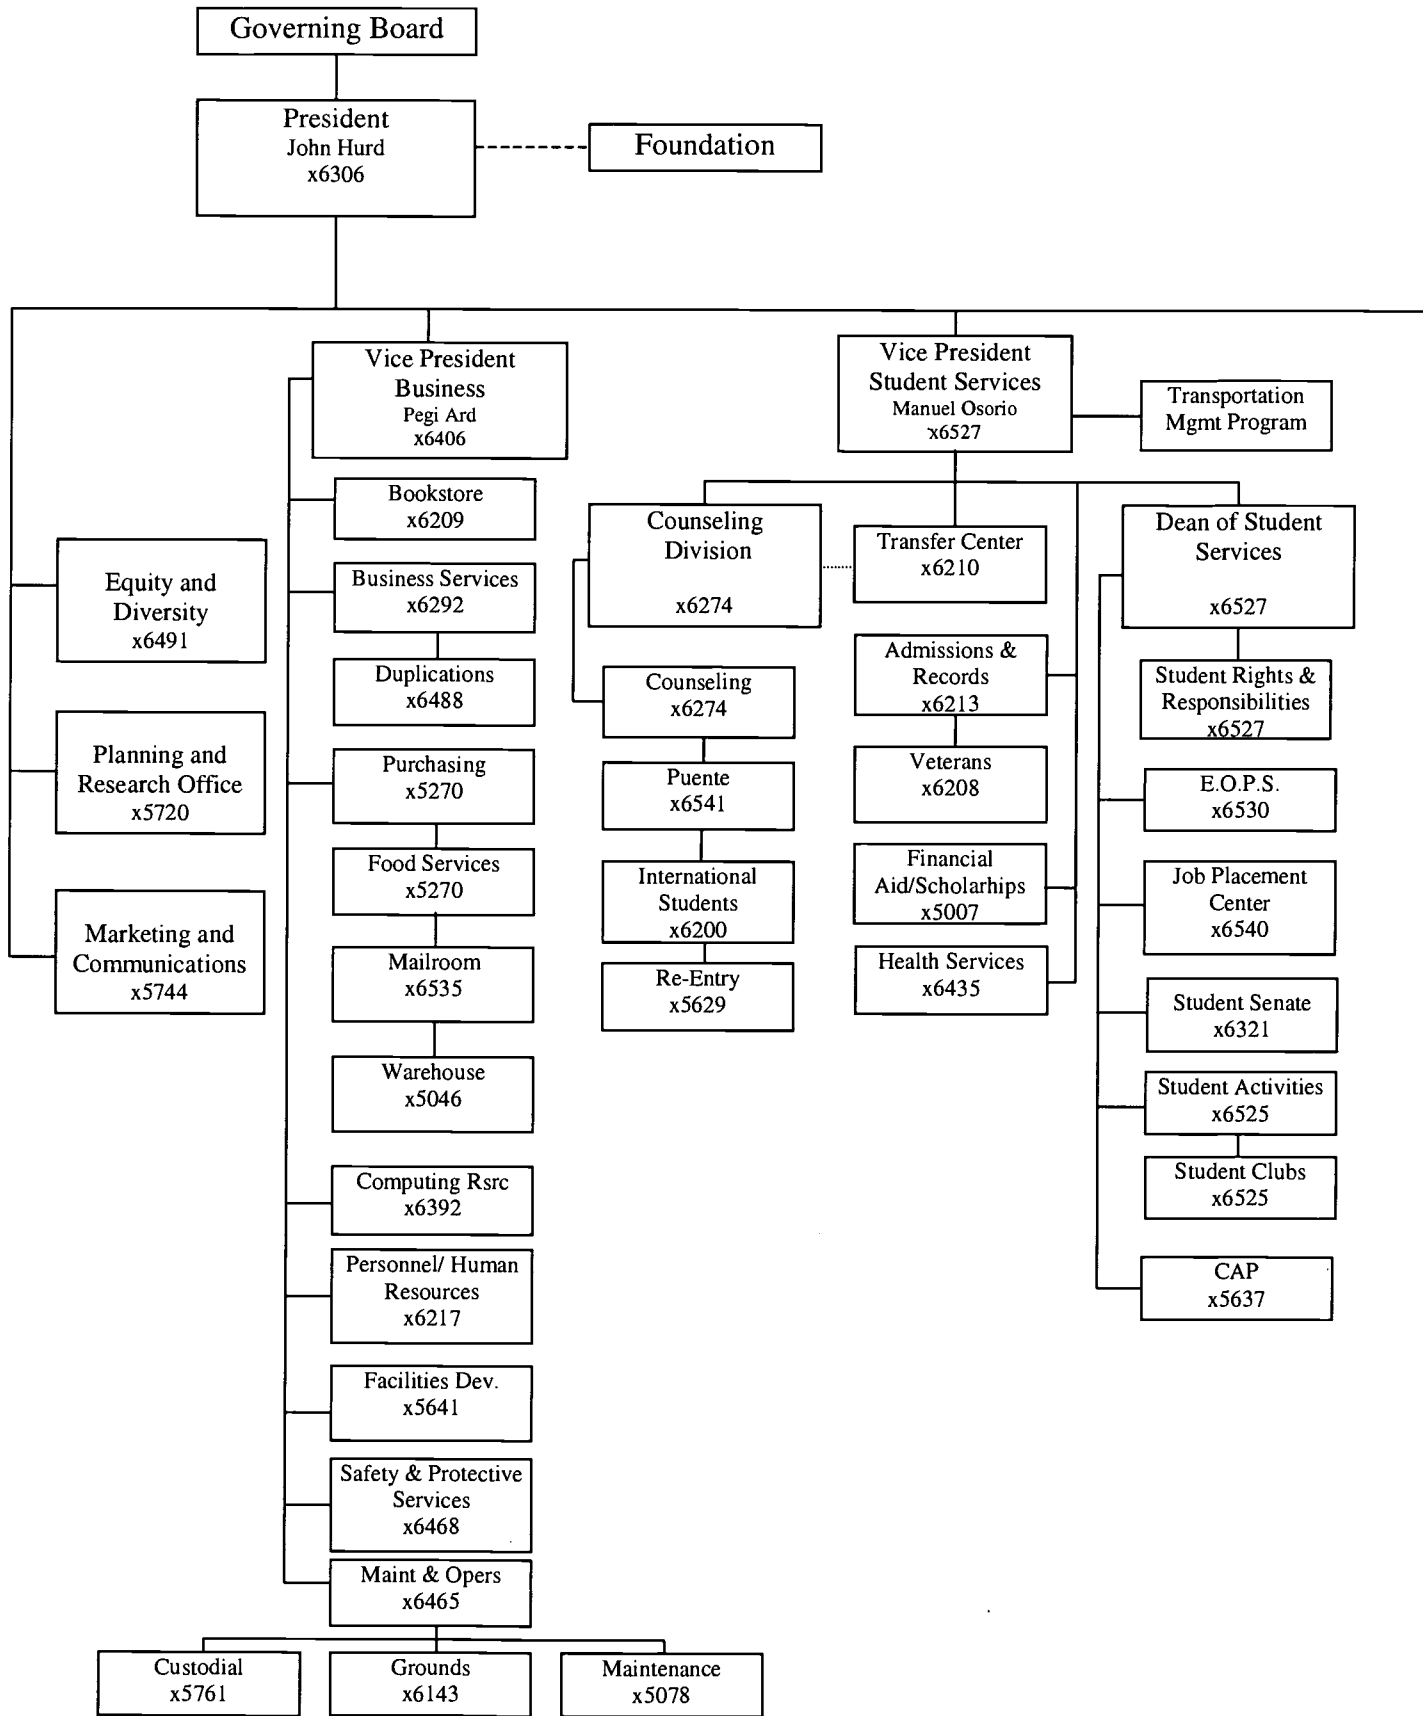 Governing Board
President
John Hurd
x6306
Foundation
Vice President
Business
Pegi Ard
x6406
Vice President
Student Services
Manuel Osorio
x6527
Transportation
Mgmt Program
Equity and
Diversity
x6491
Planning and
Research Office
x5720
Marketing and
Communications
x5744
Bookstore
x6209
Business Services
x6292
Duplications
x6488
Purchasing
x5270
Food Services
x5270
Mailroom
x6535
Warehouse
x5046
Computing Rsrc
x6392
Personnel/ Human
Resources
x6217
Facilities Dev.
x5641
Safety & Protective
Services
x6468
Maint & Opers
x6465
Custodial
x5761
Grounds
x6143
Maintenance
x5078
Counseling
Division
x6274
Counseling
x6274
Puente
x6541
International
Students
x6200
Re-Entry
x5629
Transfer Center
x6210
Admissions &
Records
x6213
Veterans
x6208
Financial
Aid/Scholarhips
x5007
Health Services
x6435
Dean of Student
Services
x6527
Student Rights &
Responsibilities
x6527
E.O.P.S.
x6530
Job Placement
Center
x6540
Student Senate
x6321
Student Activities
x6525
Student Clubs
x6525
CAP
x5637